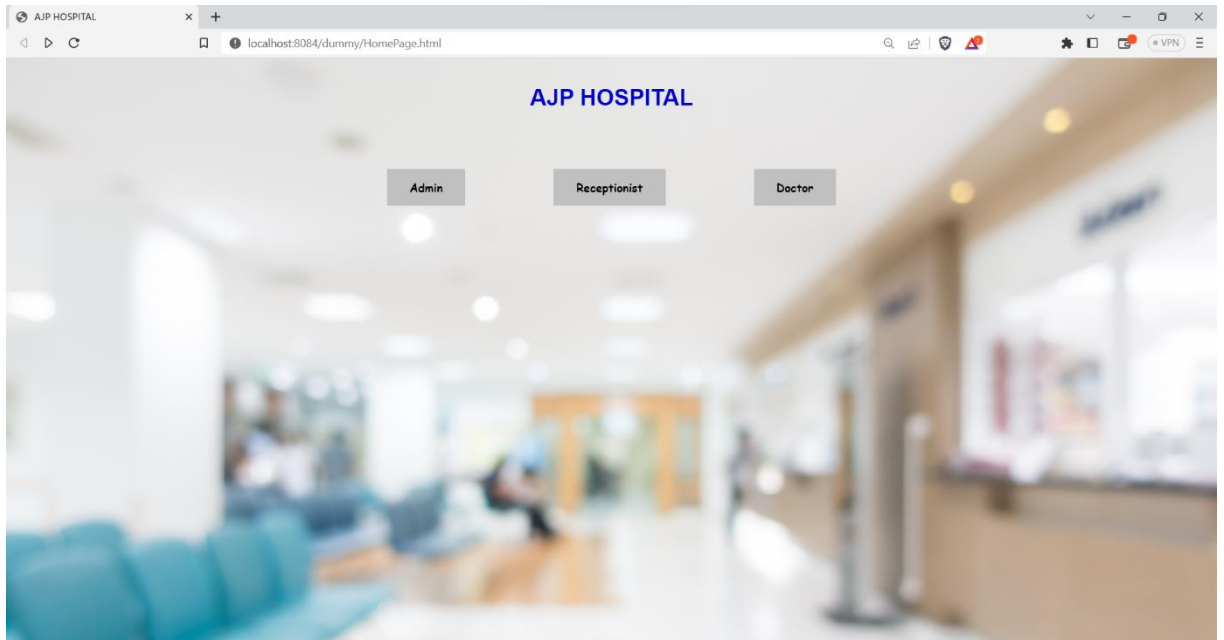 AJP HOSPITAL
localhost:8084/dummy/HomePage.html
VPN
AJP HOSPITAL
Admin Receptionist Doctor